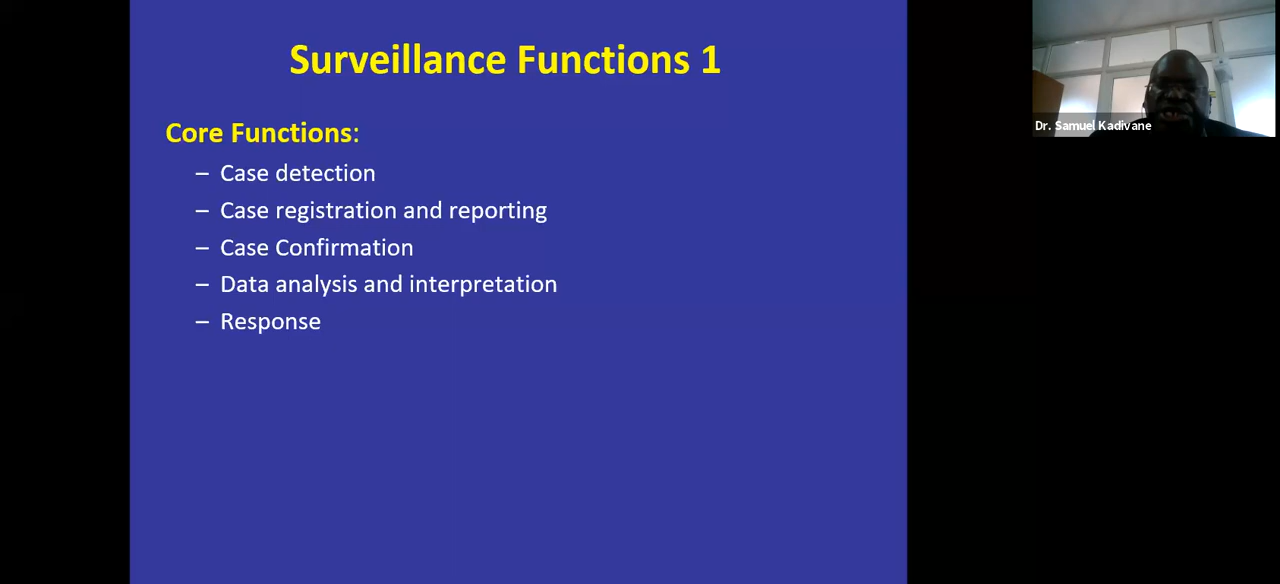 Surveillance Functions 1
Core Functions:
– Case detection
– Case registration and reporting
– Case Confirmation
– Data analysis and interpretation
– Response
Dr. Samuel Kadivane